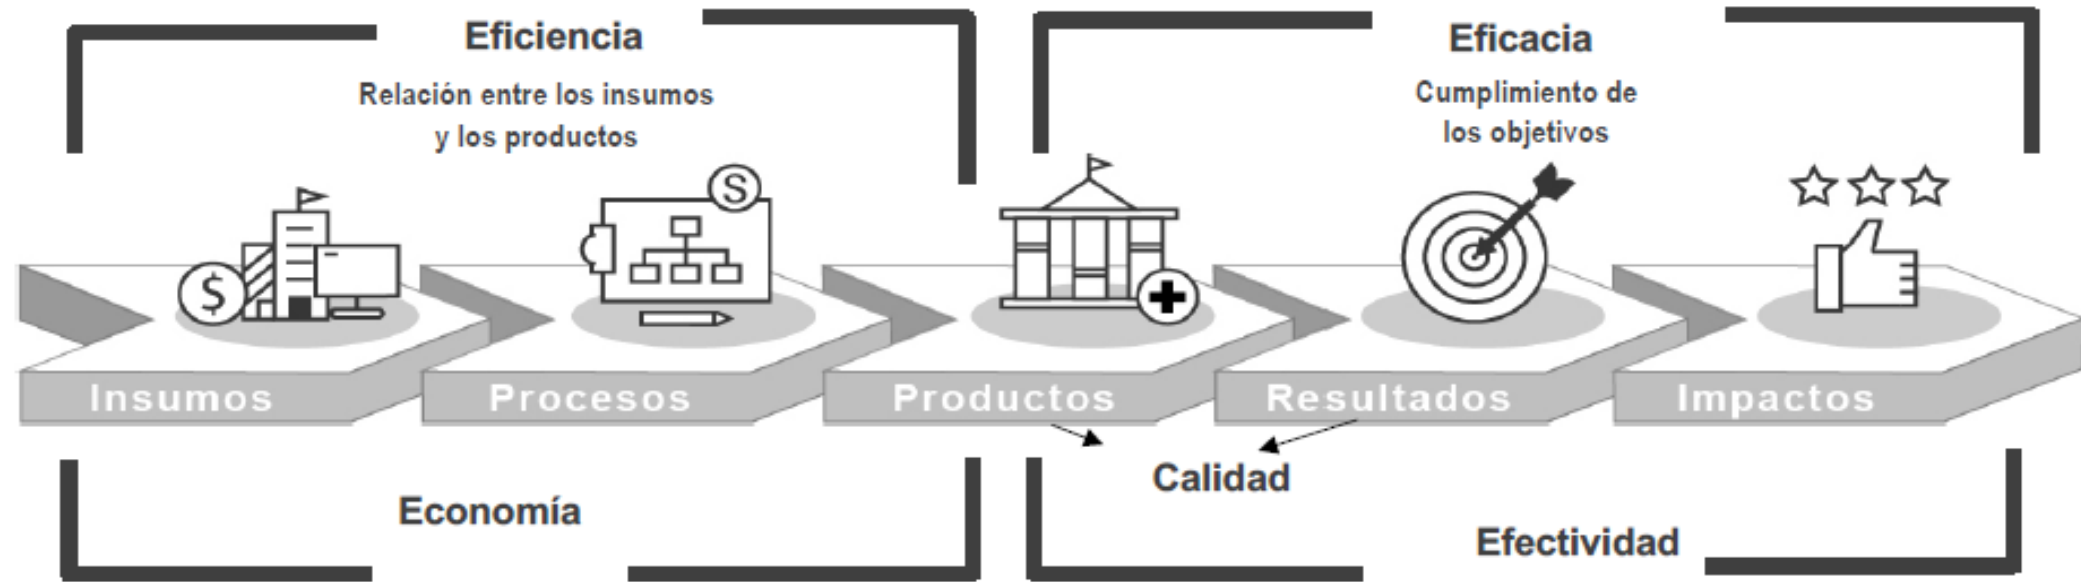 Eficiencia
Relación entre los insumos
y los productos
Eficacia
Cumplimiento de
los objetivos
S
$
Insumos
Procesos
Productos
Resultados
Impactos
Calidad
Economía
Efectividad